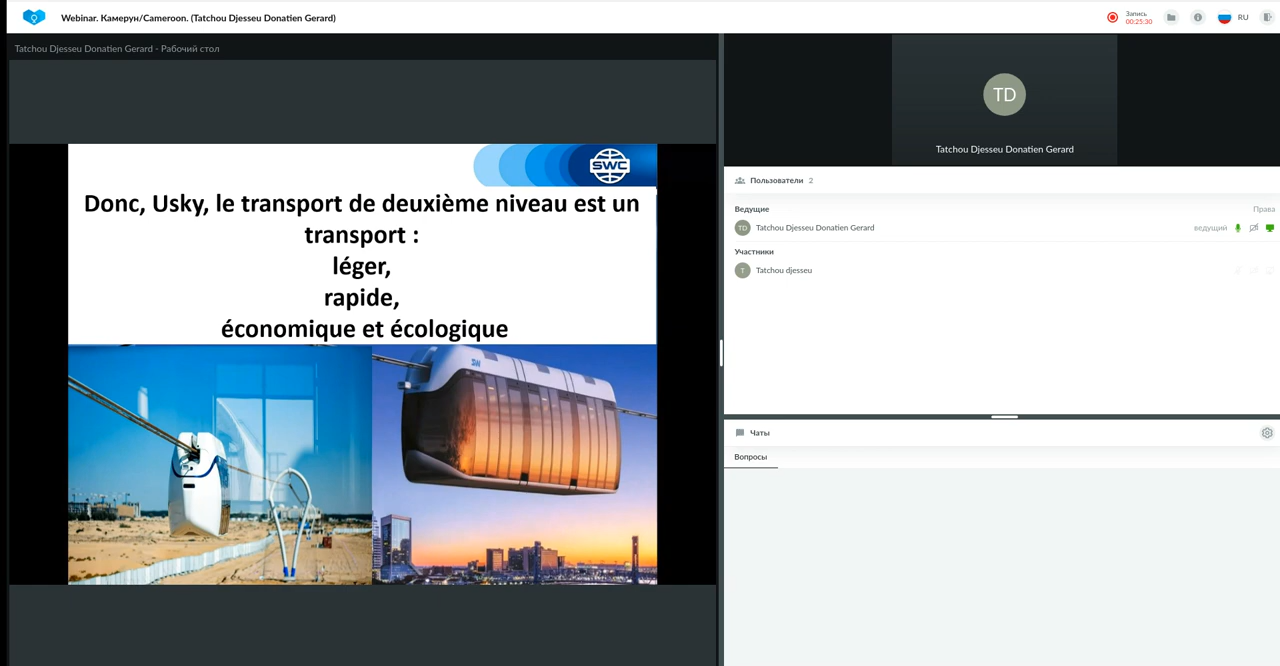 Webinar. Камерун/Cameroon. (Tatchou Djesseu Donatien Gerard)
Запись
00:25:30
RU
Tatchou Djesseu Donatien Gerard - Рабочий стол
SWC
Donc, Usky, le transport de deuxième niveau est un
transport :
léger,
rapide,
économique et écologique
SW
TD
Tatchou Djesseu Donatien Gerard
Пользователи 2
Ведущие Права
TD Tatchou Djesseu Donatien Gerard ведущий
Участники
T Tatchou djesseu
Чаты
Вопросы